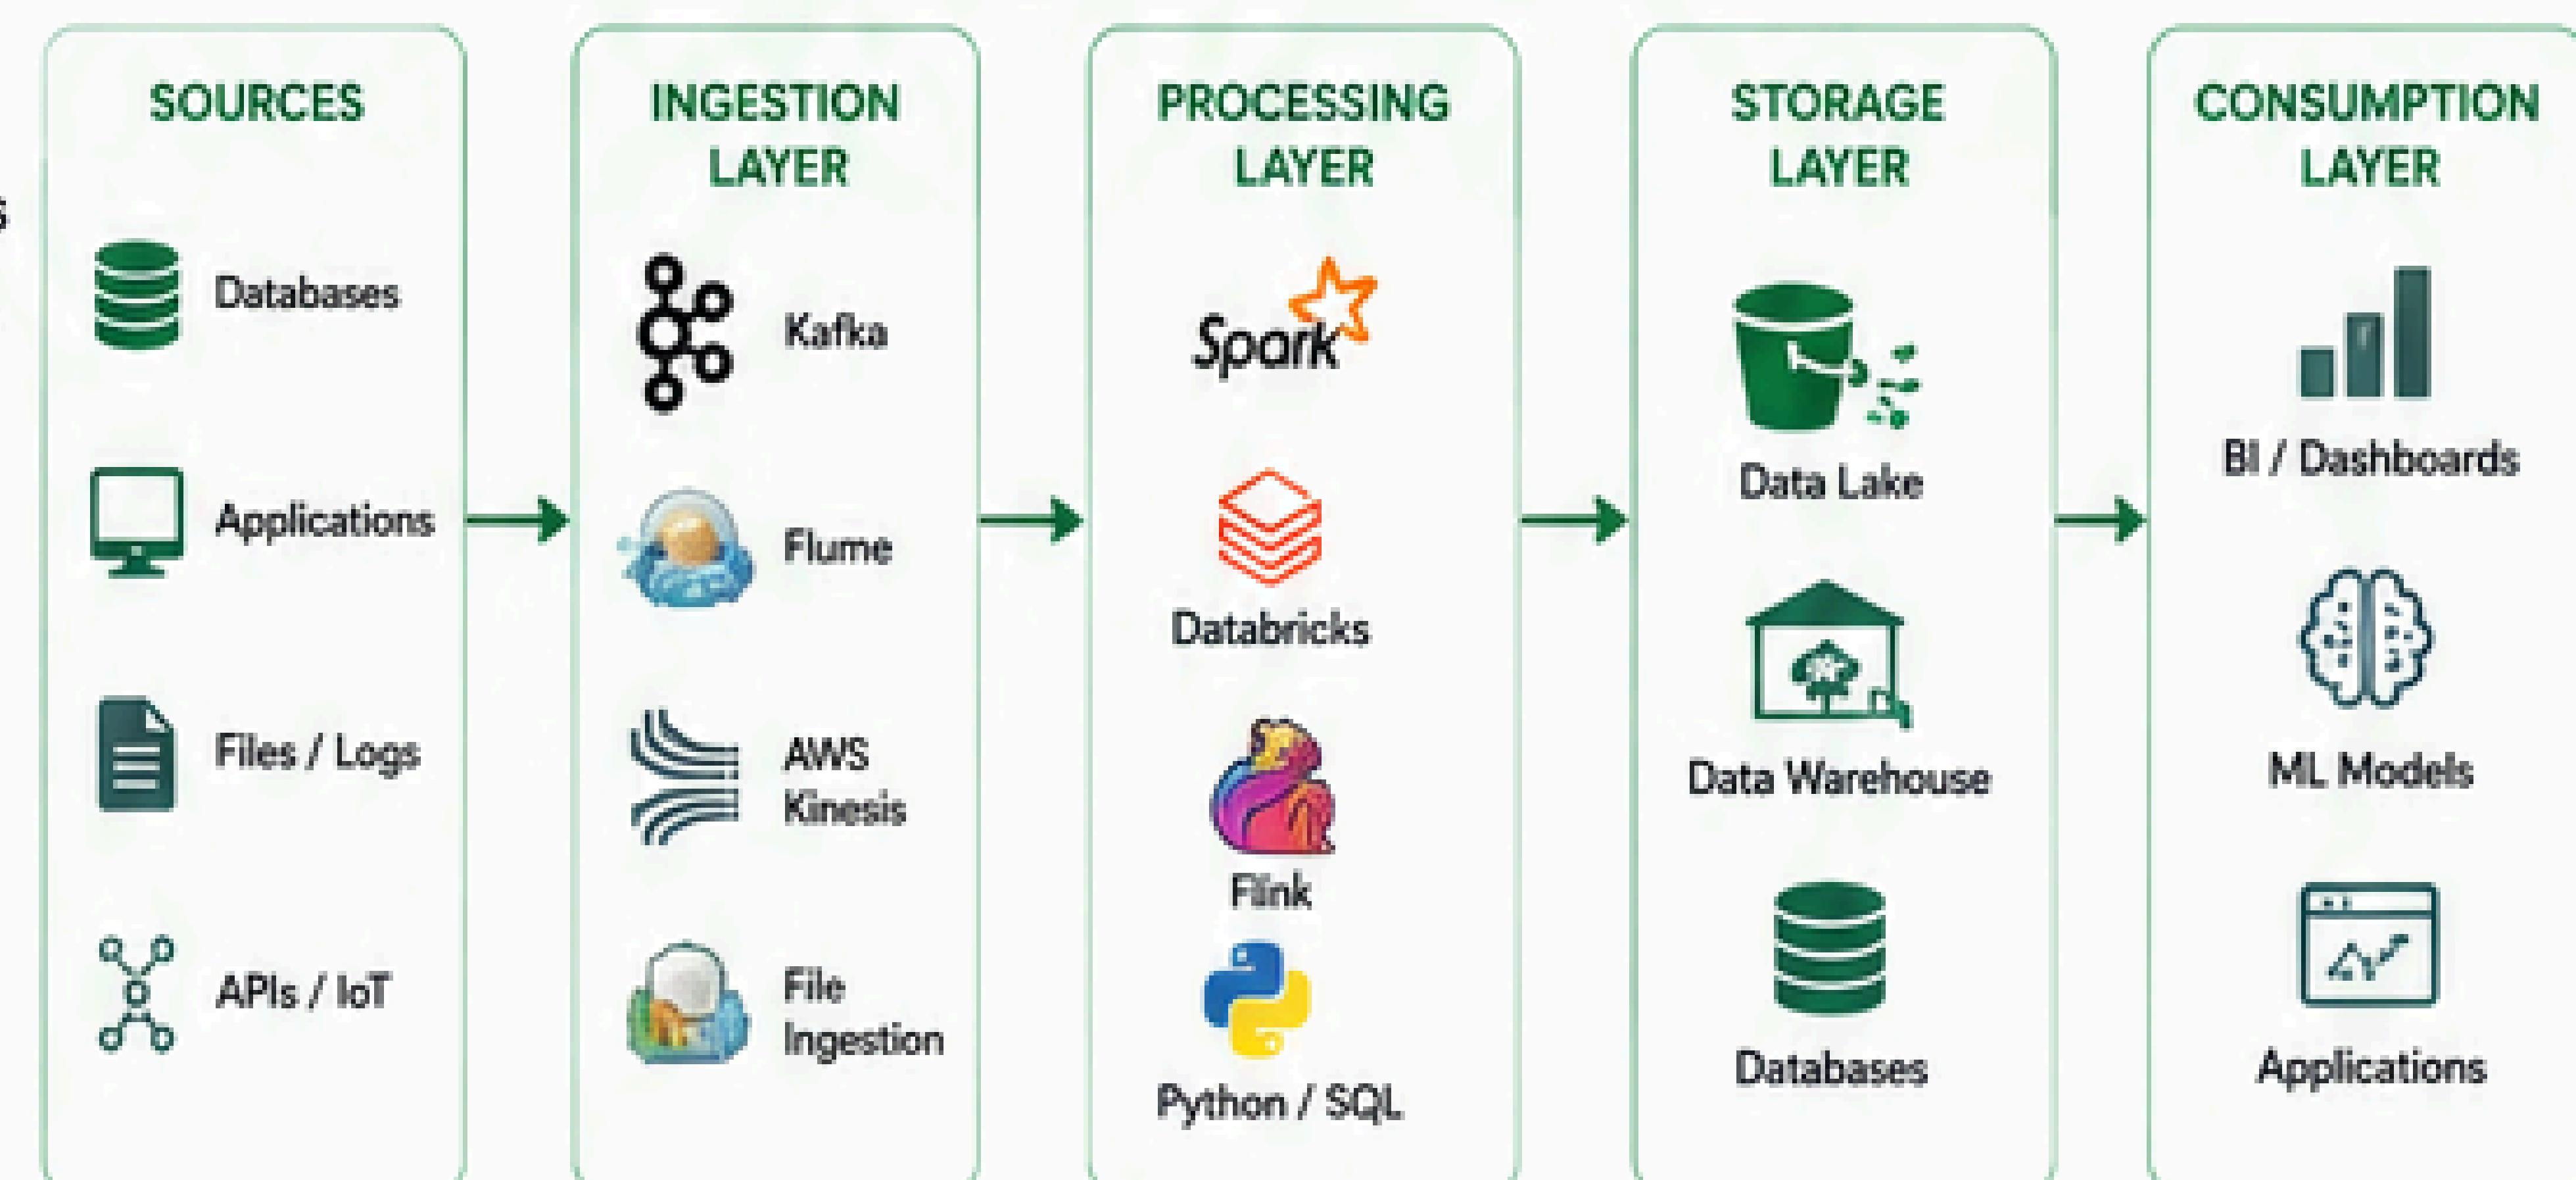 SOURCES
Databases
Applications
Files / Logs
APIs / IoT
INGESTION
LAYER
Kafka
Flume
AWS
Kinesis
File
Ingestion
PROCESSING
LAYER
Spark
Databricks
Flink
Python / SQL
STORAGE
LAYER
Data Lake
Data Warehouse
Databases
CONSUMPTION
LAYER
BI / Dashboards
ML Models
Applications